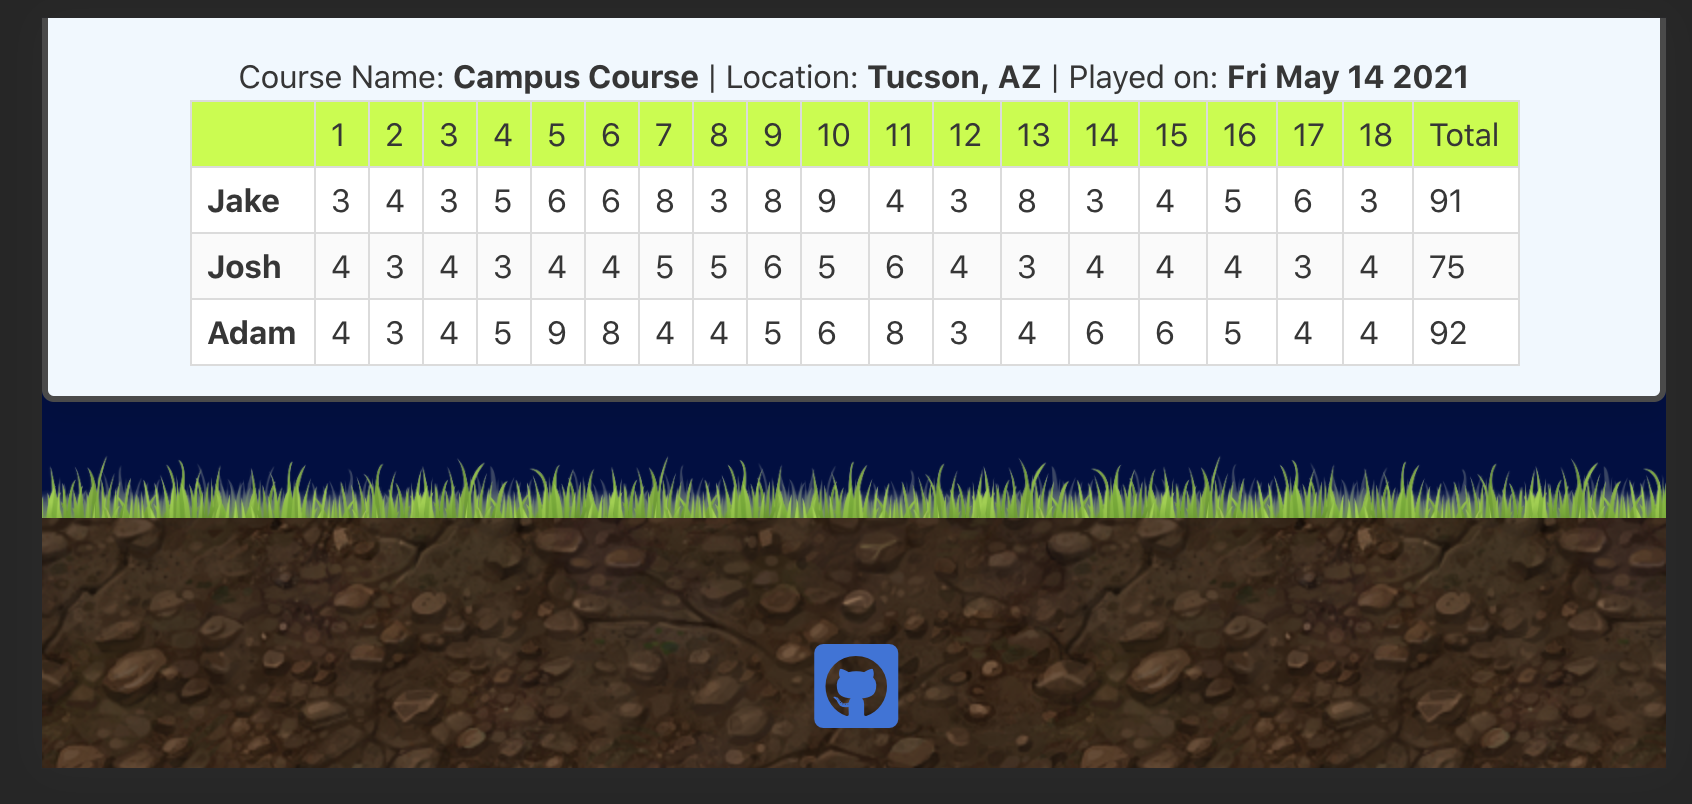 Course Name: Campus Course | Location: Tucson, AZ | Played on: Fri May 14 2021
1 2 3 4 5 6 7 8 9 10 11 12 13 14 15 16 17 18 Total
Jake 3 4 3 5 6 6 8 3 8 9 4 3 8 3 4 5 6 3 91
Josh 4 3 4 3 4 4 5 5 6 5 6 4 3 4 4 4 3 4 75
Adam 4 3 4 5 9 8 4 4 5 6 8 3 4 6 6 5 4 4 92